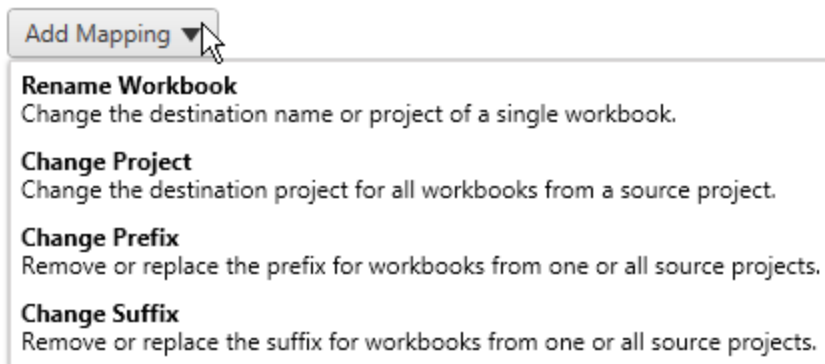 Add Mapping
Rename Workbook
Change the destination name or project of a single workbook.
Change Project
Change the destination project for all workbooks from a source project.
Change Prefix
Remove or replace the prefix for workbooks from one or all source projects.
Change Suffix
Remove or replace the suffix for workbooks from one or all source projects.